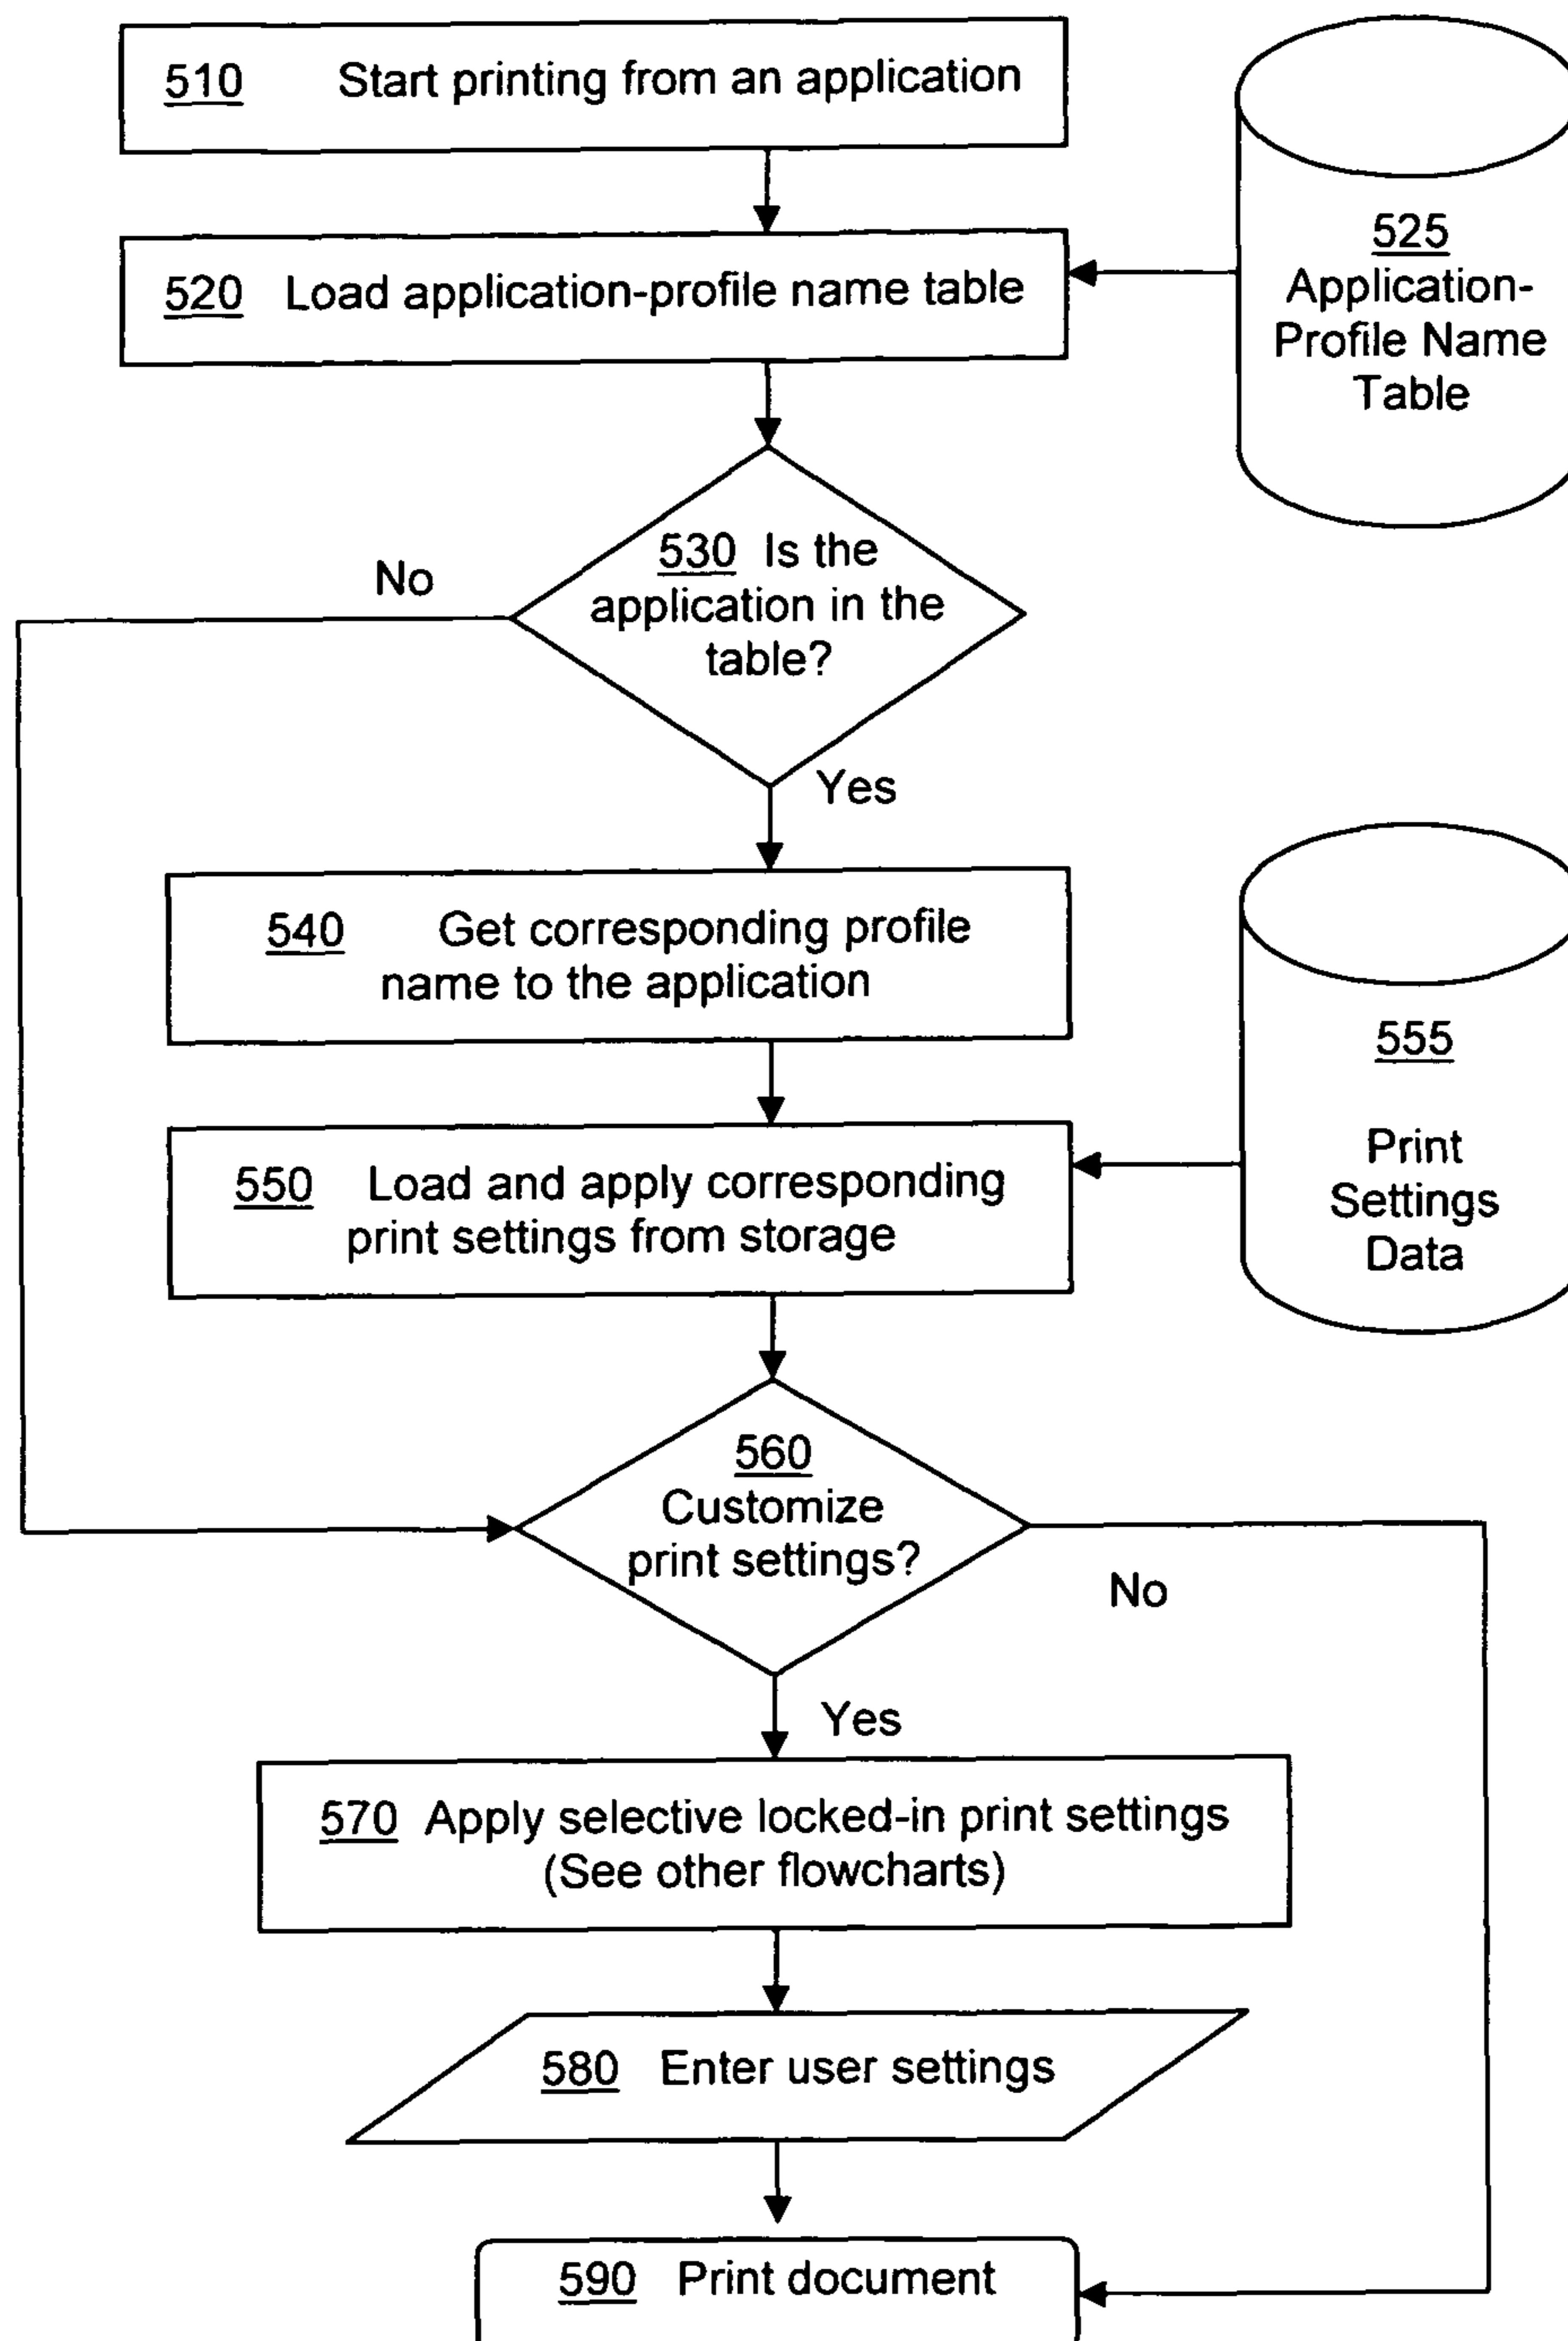 510 Start printing from an application
525
Application-
Profile Name
Table
520 Load application-profile name table
530 Is the
application in the
table?
No
Yes
540 Get corresponding profile
name to the application
555
Print
Settings
Data
550 Load and apply corresponding
print settings from storage
560
Customize
print settings?
No
Yes
570 Apply selective locked-in print settings
(See other flowcharts)
580 Enter user settings
590 Print document